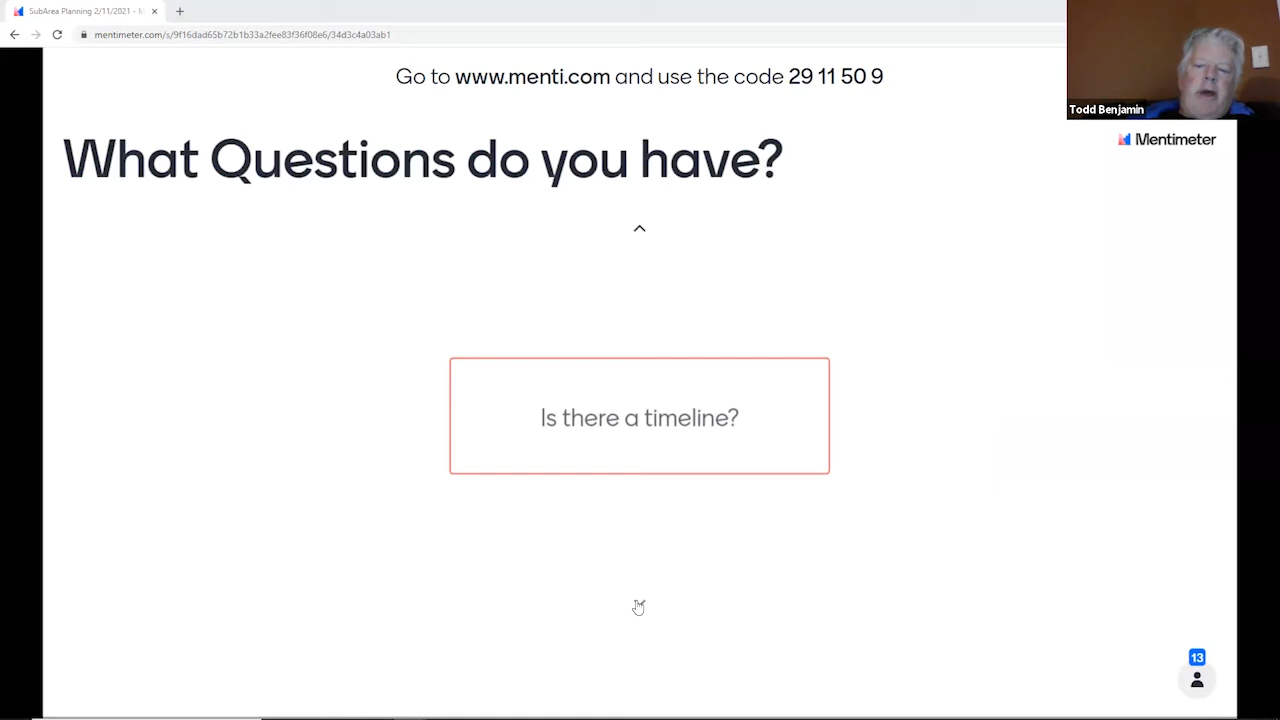 SubArea Planning 2/11/2021 - M
mentimeter.com/s/9f16dad65b72b1b33a2fee83f36f08e6/34d3c4a03ab1
Go to www.menti.com and use the code 29 11 50 9
Todd Benjamin
Mentimeter
What Questions do you have?
Is there a timeline?
13